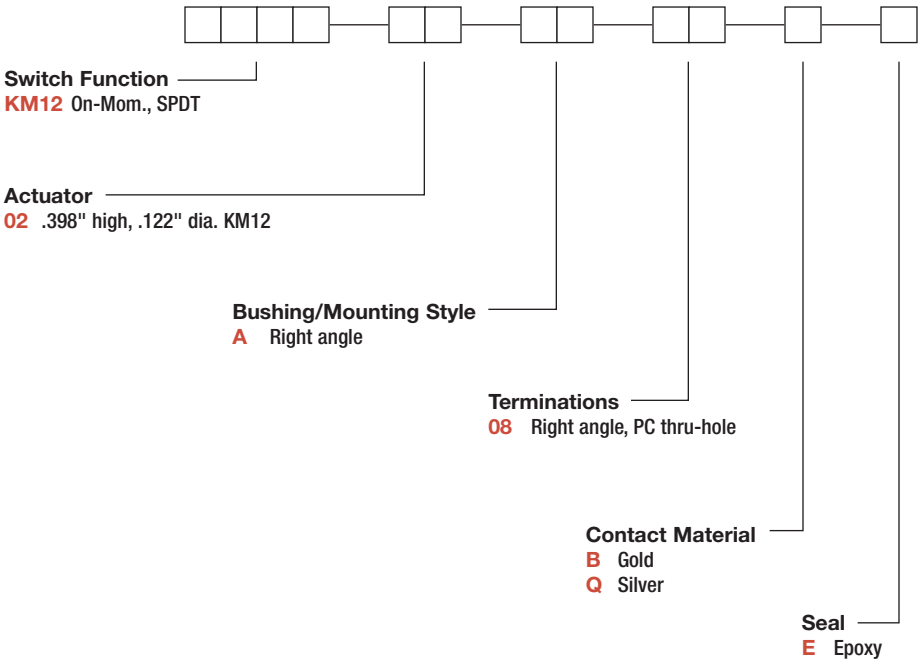 Switch Function
KM12 On-Mom., SPDT
Actuator
02 .398" high, .122" dia. KM12
Bushing/Mounting Style
A Right angle
Terminations
08 Right angle, PC thru-hole
Contact Material
B Gold
Q Silver
Seal
E Epoxy